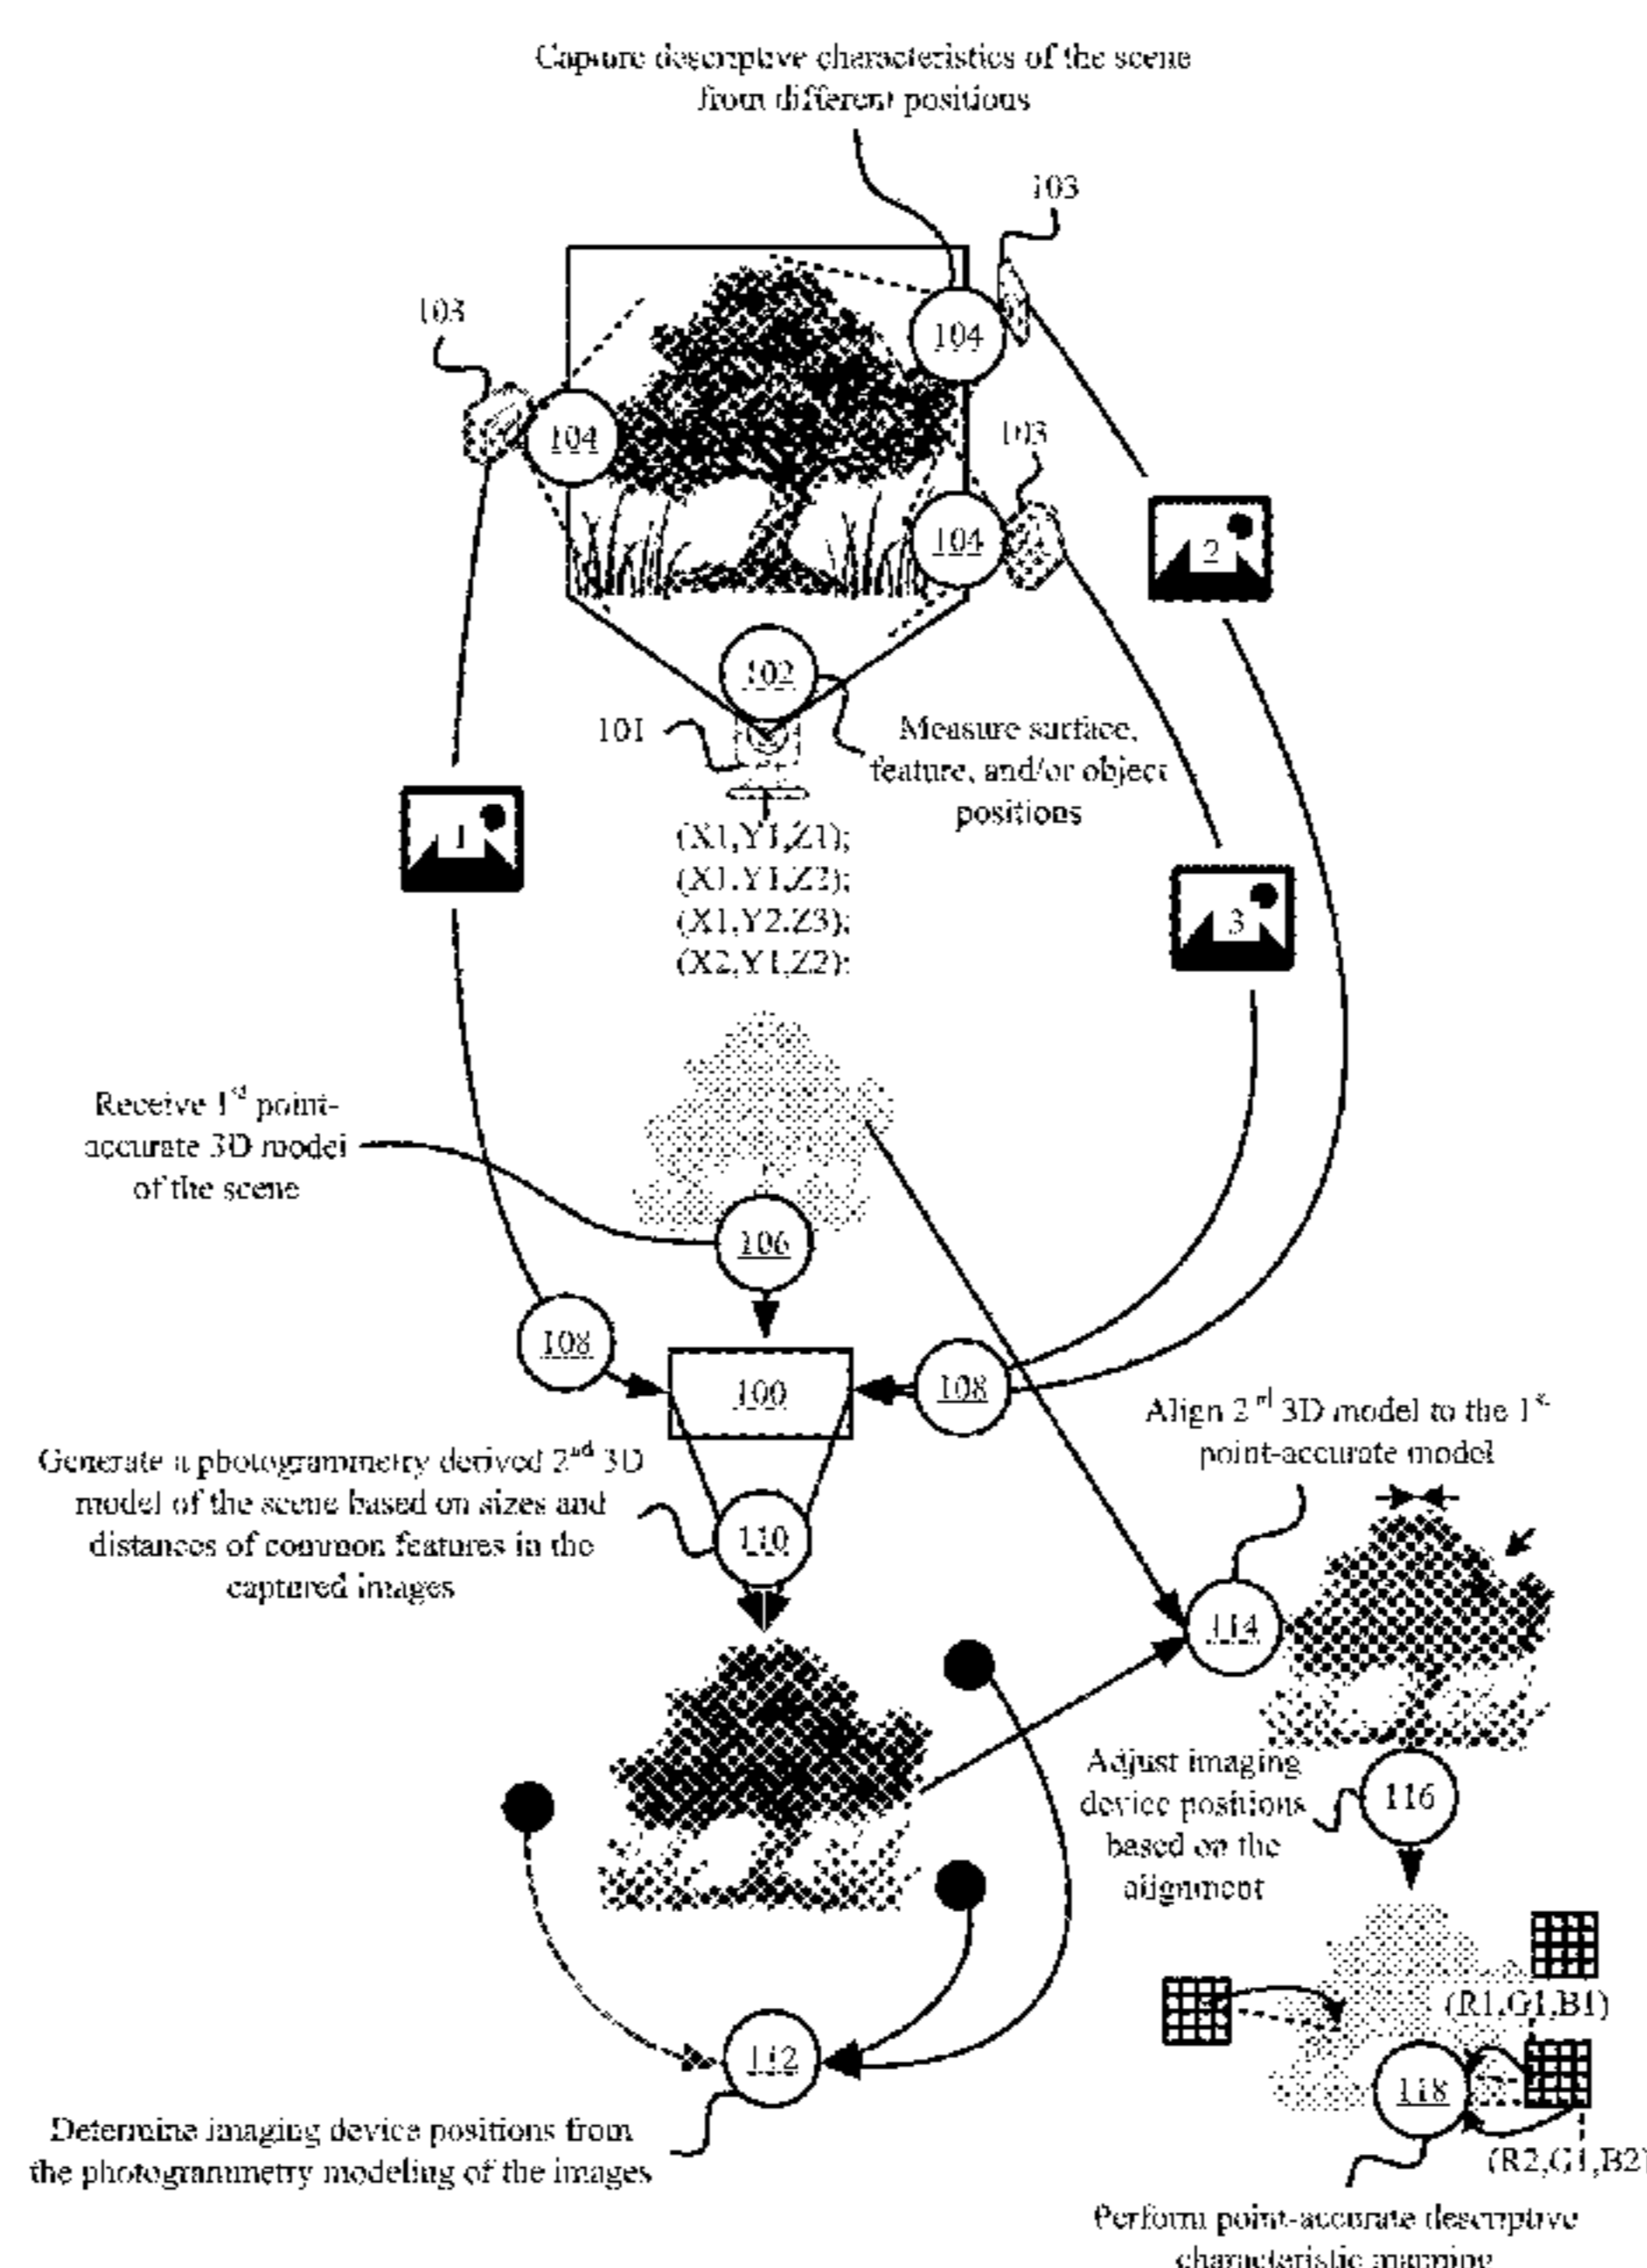 Capture descriptive characteristics of the scene
from different positions
103
103
104
104
103
104
2
102
101
Measure surface,
feature, and/or object
positions
1
(X1,Y1,Z1);
(X1,Y1,Z2);
(X1,Y2,Z3);
(X2,Y1,Z2);
3
Receive 1st point-
accurate 3D model
of the scene
106
108
100
108
Align 2nd 3D model to the 1st
point-accurate model
Generate a photogrammetry derived 2nd 3D
model of the scene based on sizes and
distances of common features in the
captured images
110
114
Adjust imaging
device positions
based on the
alignment
116
(R1,G1,B1)
112
118
Determine imaging device positions from
the photogrammetry modeling of the images
(R2,G1,B2)
Perform point-accurate descriptive
characteristic mapping